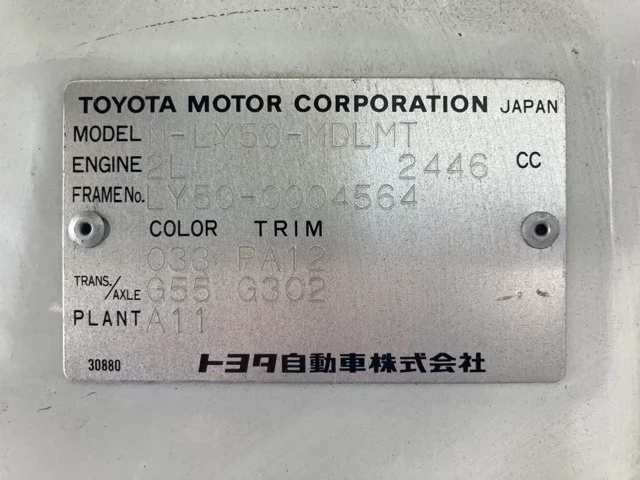 TOYOTA MOTOR CORPORATION JAPAN
MODEL N-LY50-MDLMT
ENGINE 2L 2446 CC
FRAME No. LY50-0004564
COLOR TRIM
033 PA12
TRANS./AXLE G55 G302
PLANT A11
30880 トヨタ自動車株式会社